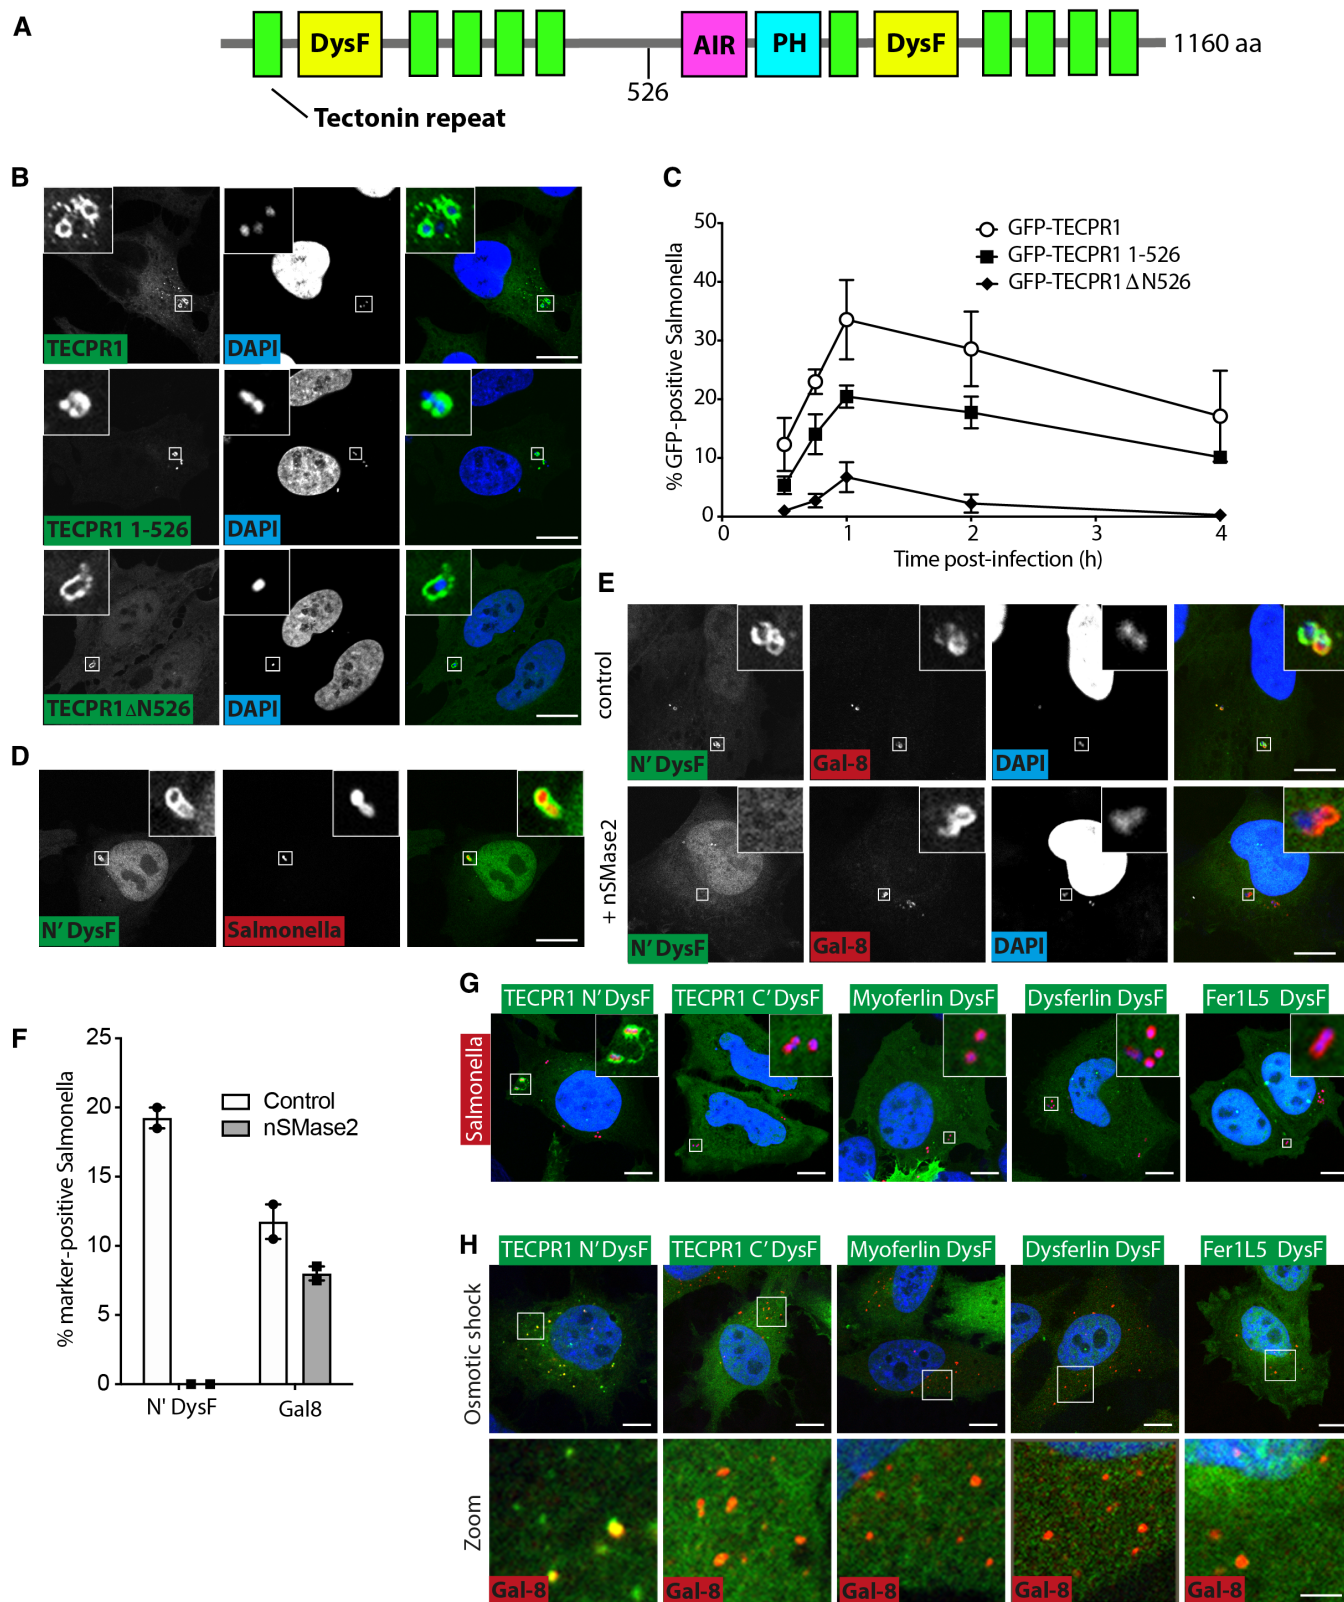 A
DysF
AIR
PH
DysF
1160 aa
526
Tectonin repeat
B
TECPR1
DAPI
TECPR1 1-526
DAPI
TECPR1ΔN526
DAPI
C
50
40
30
20
10
0
% GFP-positive Salmonella
GFP-TECPR1
GFP-TECPR1 1-526
GFP-TECPR1 ΔN526
0 1 2 3 4
Time post-infection (h)
D
N' DysF
Salmonella
E
control
N' DysF
Gal-8
DAPI
+ nSMase2
N' DysF
Gal-8
DAPI
F
25
20
15
10
5
0
% marker-positive Salmonella
Control
nSMase2
N' DysF
Gal8
G
TECPR1 N' DysF
TECPR1 C' DysF
Myoferlin DysF
Dysferlin DysF
Fer1L5 DysF
Salmonella
H
TECPR1 N' DysF
TECPR1 C' DysF
Myoferlin DysF
Dysferlin DysF
Fer1L5 DysF
Osmotic shock
Zoom
Gal-8
Gal-8
Gal-8
Gal-8
Gal-8